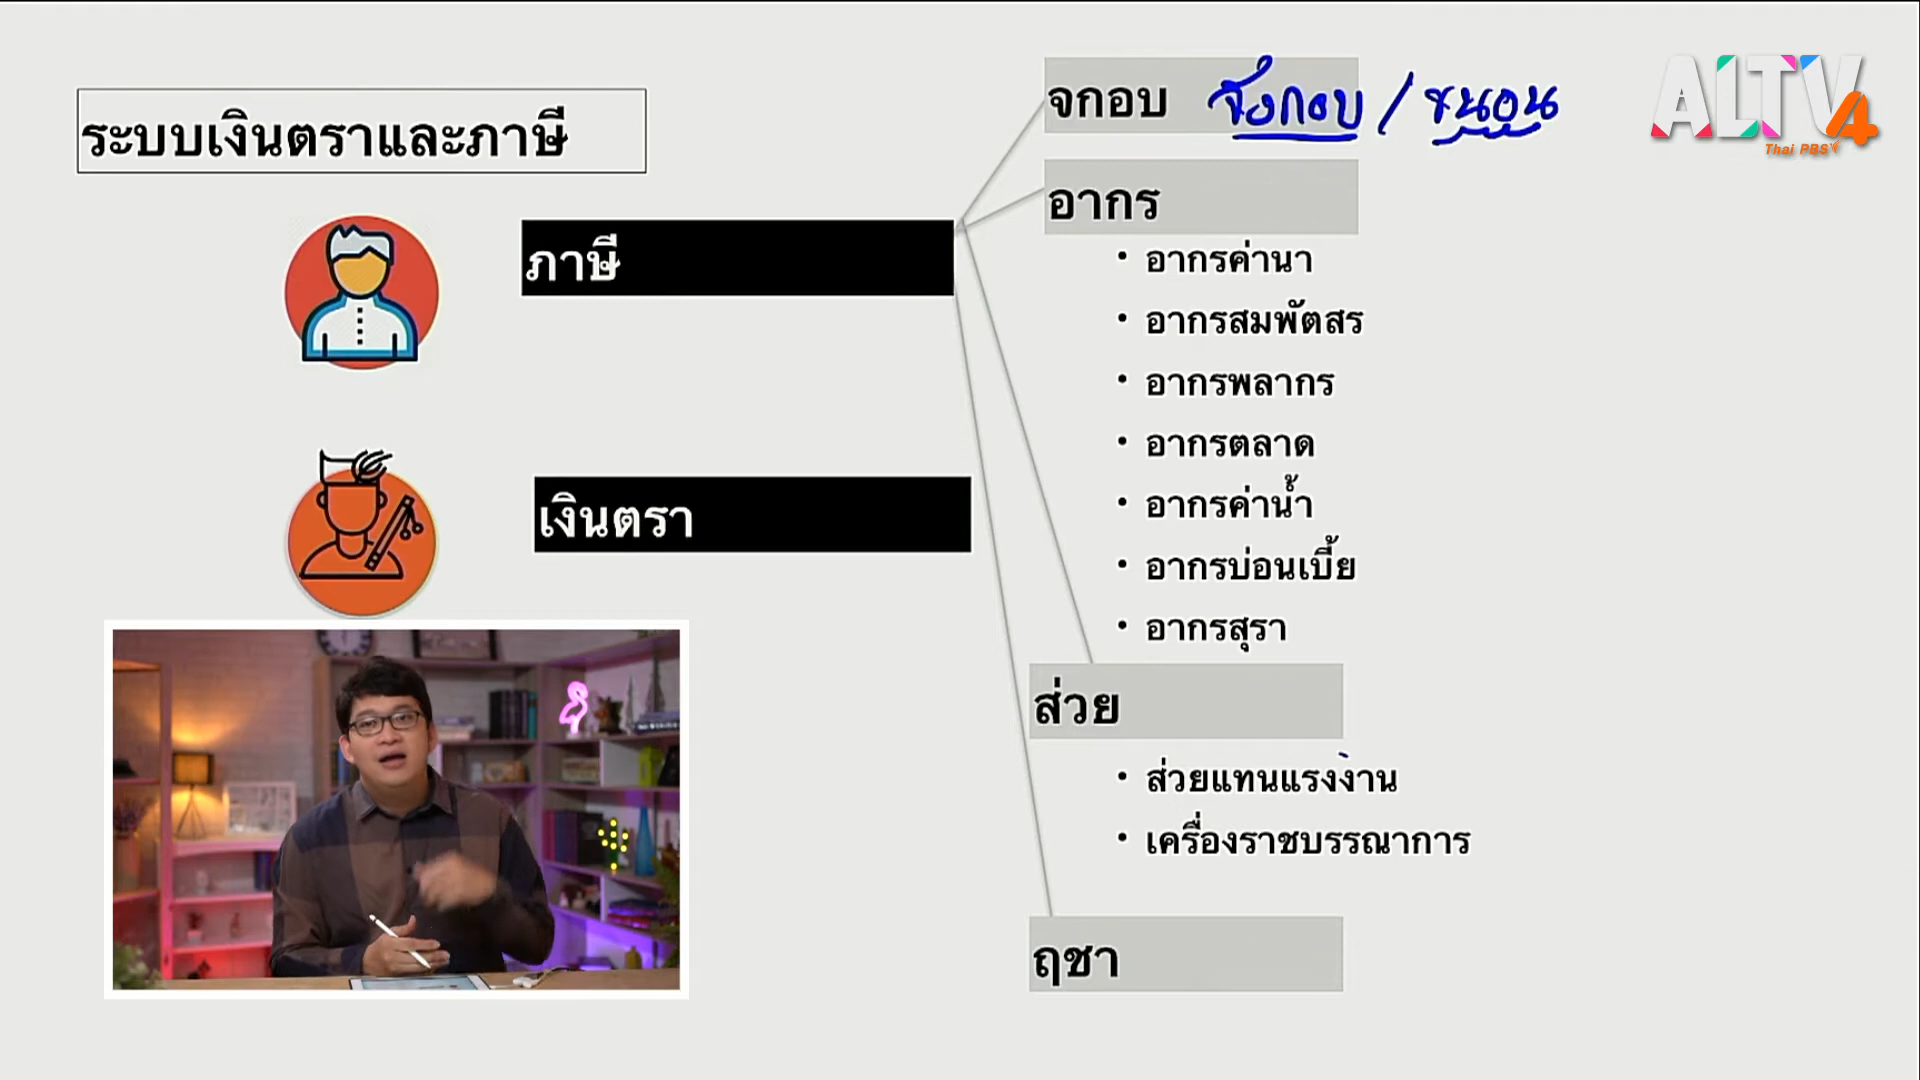 ระบบเงินตราและภาษี
ภาษี
เงินตรา
จกอบ จังกอบ / ขนอน
อากร
• อากรค่านา
• อากรสมพัตสร
• อากรพลากร
• อากรตลาด
• อากรค่าน้ำ
• อากรบ่อนเบี้ย
• อากรสุรา
ส่วย
• ส่วยแทนแรงงาน
• เครื่องราชบรรณาการ
ฤชา
ALTV4
Thai PBS